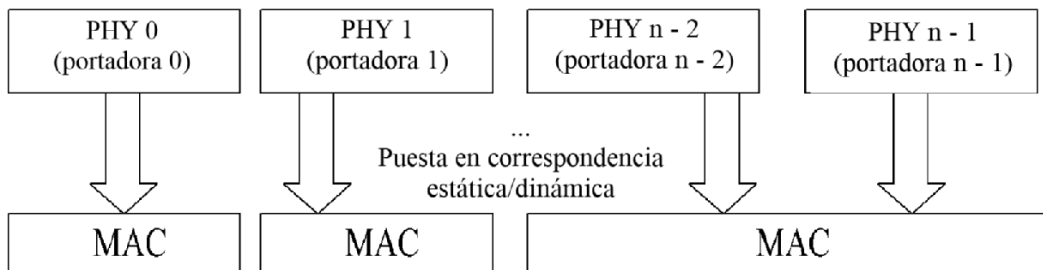 PHY 0
(portadora 0)
PHY 1
(portadora 1)
PHY n - 2
(portadora n - 2)
PHY n - 1
(portadora n - 1)
...
Puesta en correspondencia
estática/dinámica
MAC
MAC
MAC